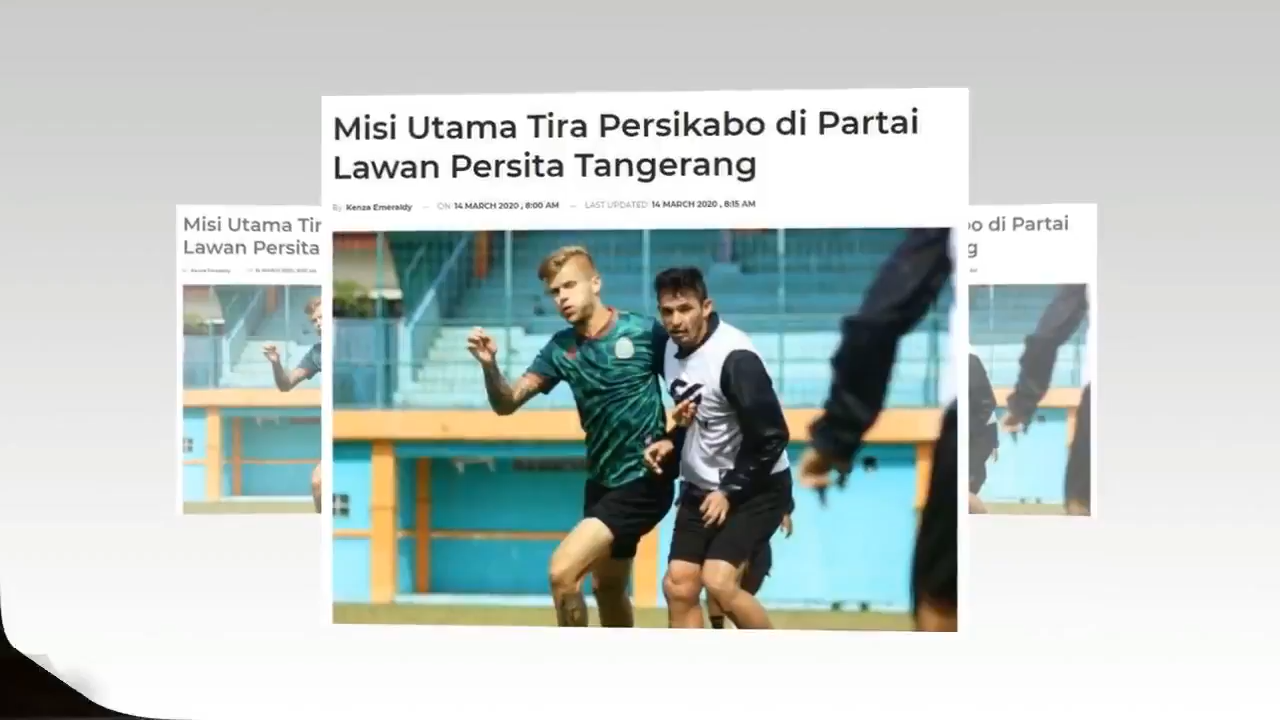 Misi Utama Tira Persikabo di Partai
Lawan Persita Tangerang
By Kenza Emeraldy — ON 14 MARCH 2020 , 8:00 AM — LAST UPDATED 14 MARCH 2020 , 8:15 AM
Misi Utama Tir
Lawan Persita
bo di Partai
g